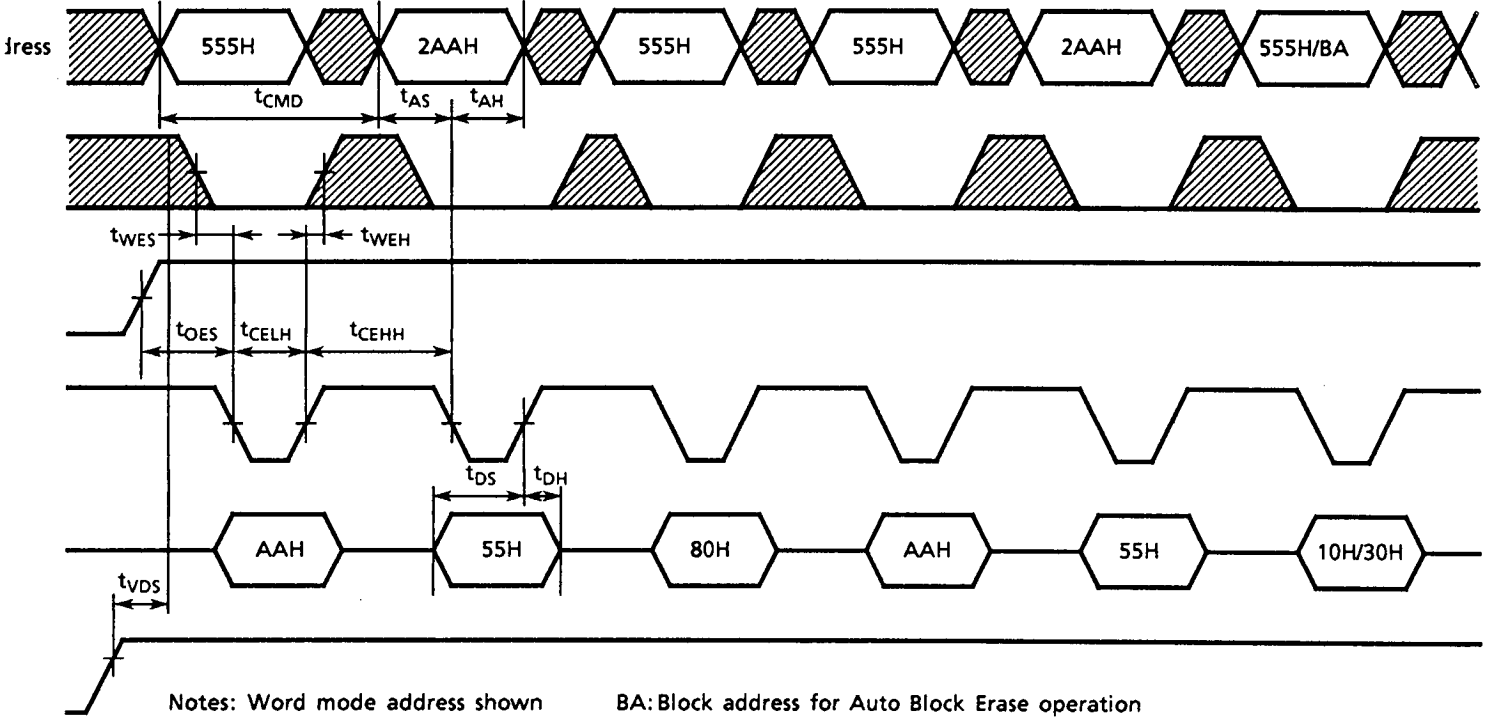 555H 2AAH 555H 555H 2AAH 555H/BA
tCMD tAS tAH
tWES tWEH
tOES tCELH tCEHH
tDS tDH
AAH 55H 80H AAH 55H 10H/30H
tVDS
Notes: Word mode address shown BA: Block address for Auto Block Erase operation